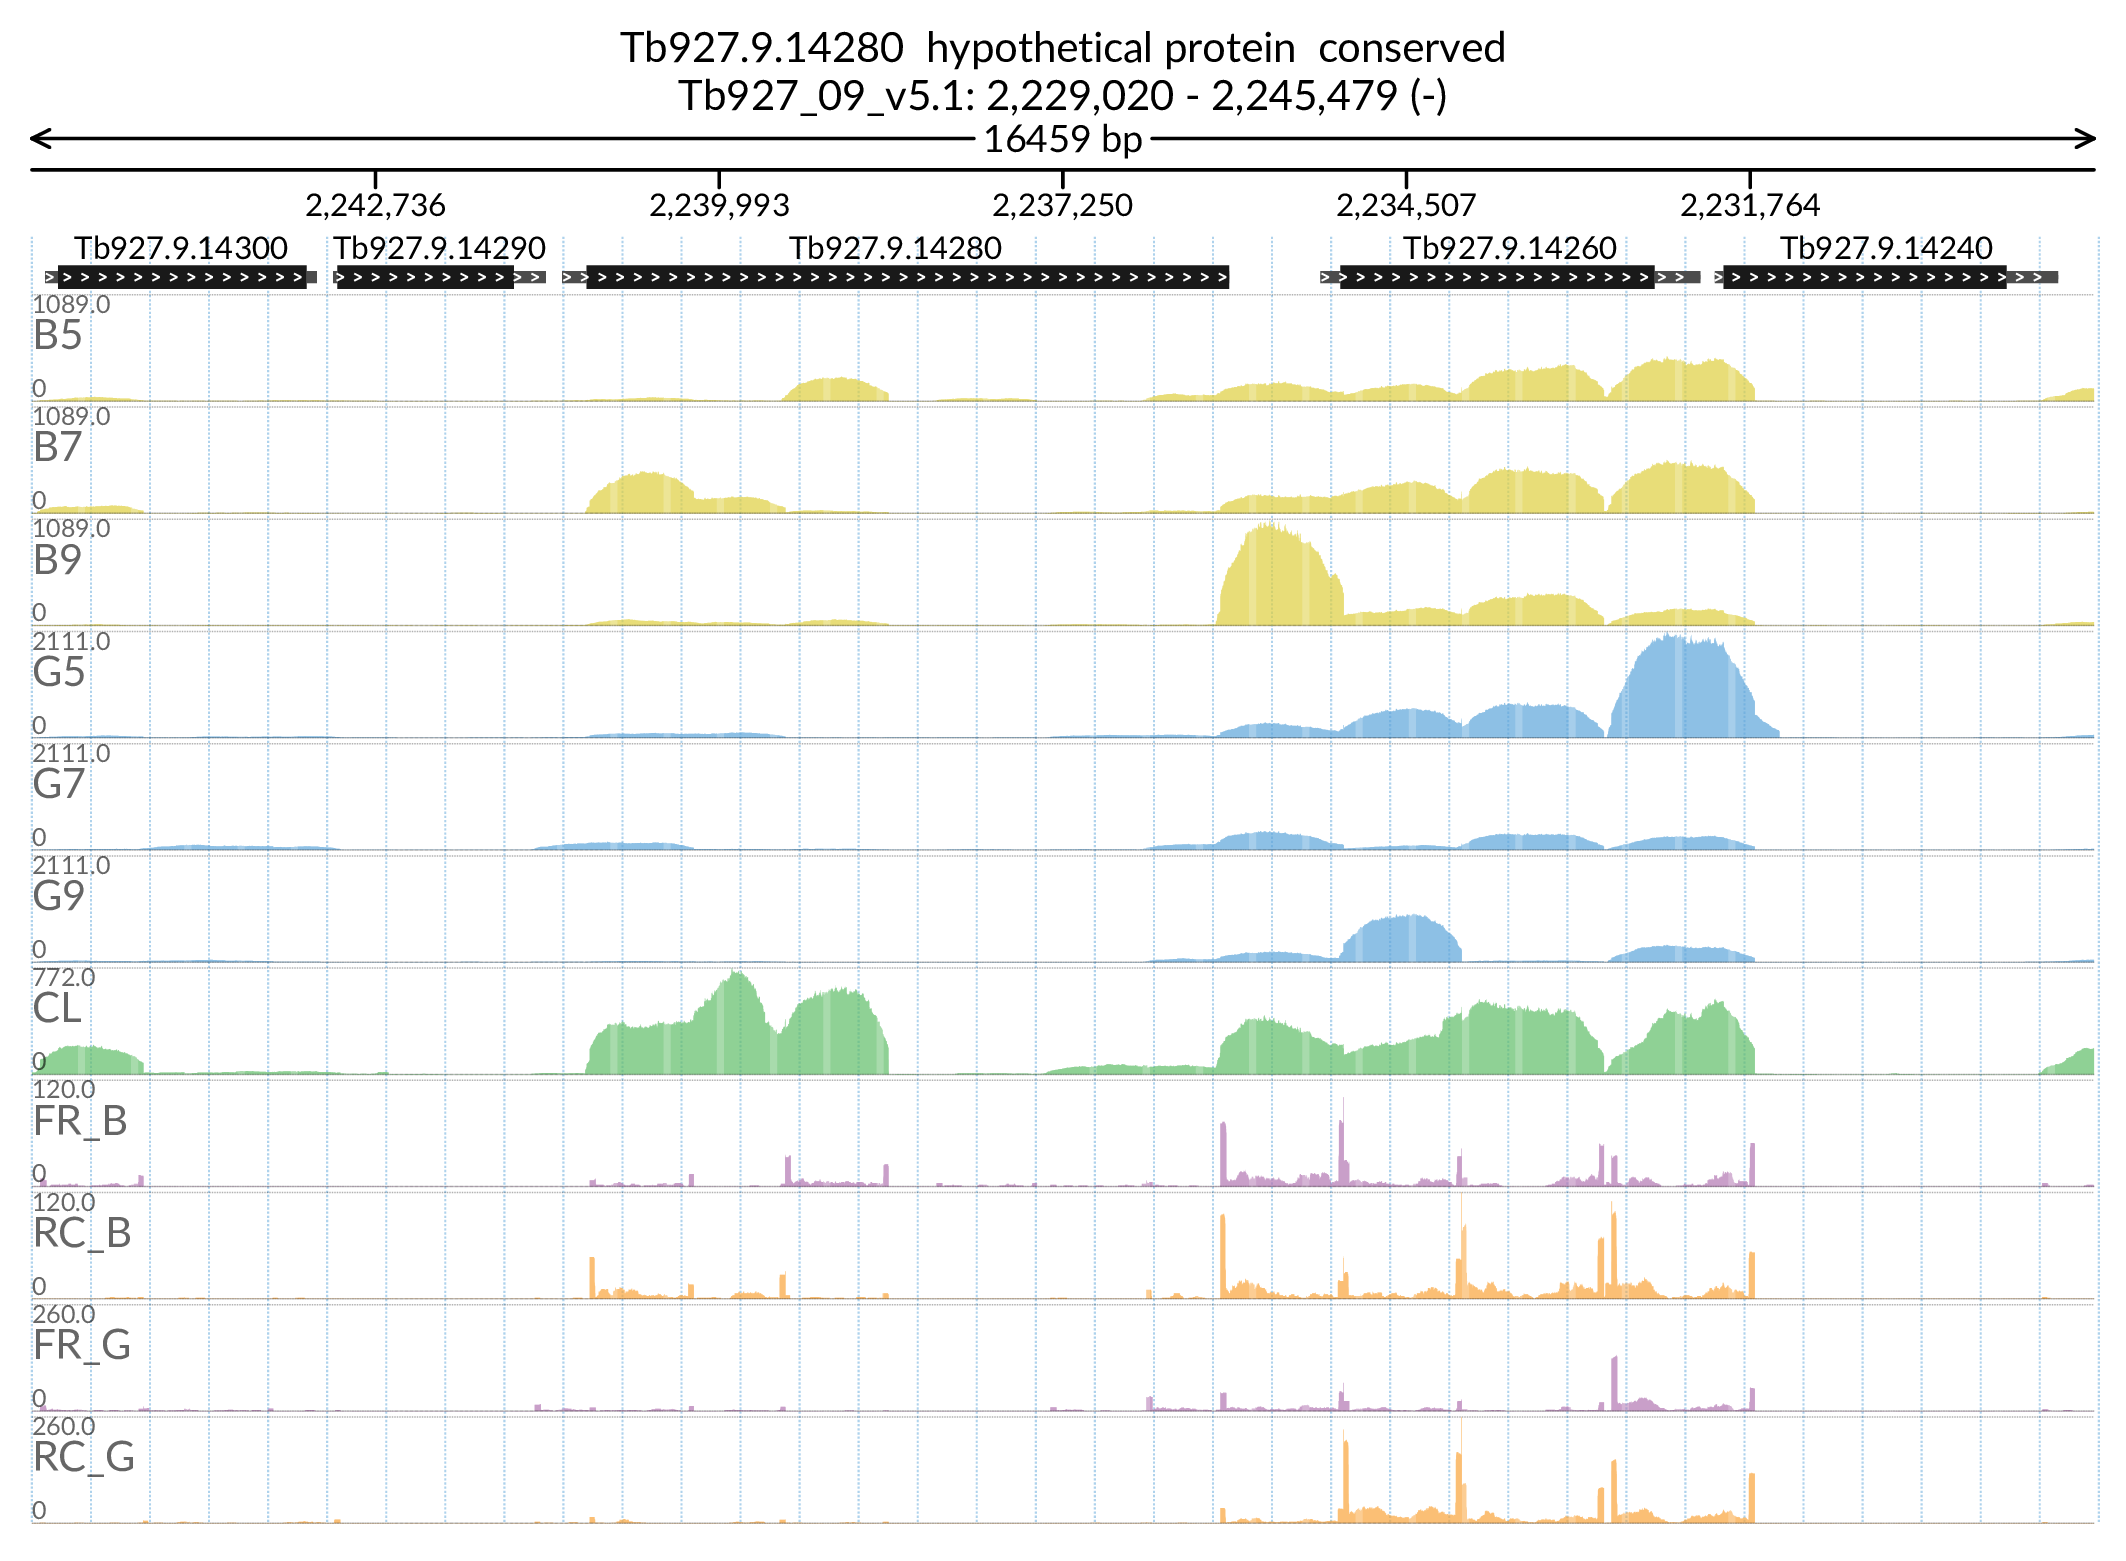 Tb927.9.14280 hypothetical protein conserved
Tb927_09_v5.1: 2,229,020 - 2,245,479 (-)
16459 bp
2,242,736 2,239,993 2,237,250 2,234,507 2,231,764
Tb927.9.14300 Tb927.9.14290 Tb927.9.14280 Tb927.9.14260 Tb927.9.14240
1089.0
B5
0
1089.0
B7
0
1089.0
B9
0
2111.0
G5
0
2111.0
G7
0
2111.0
G9
0
772.0
CL
0
120.0
FR_B
0
120.0
RC_B
0
260.0
FR_G
0
260.0
RC_G
0